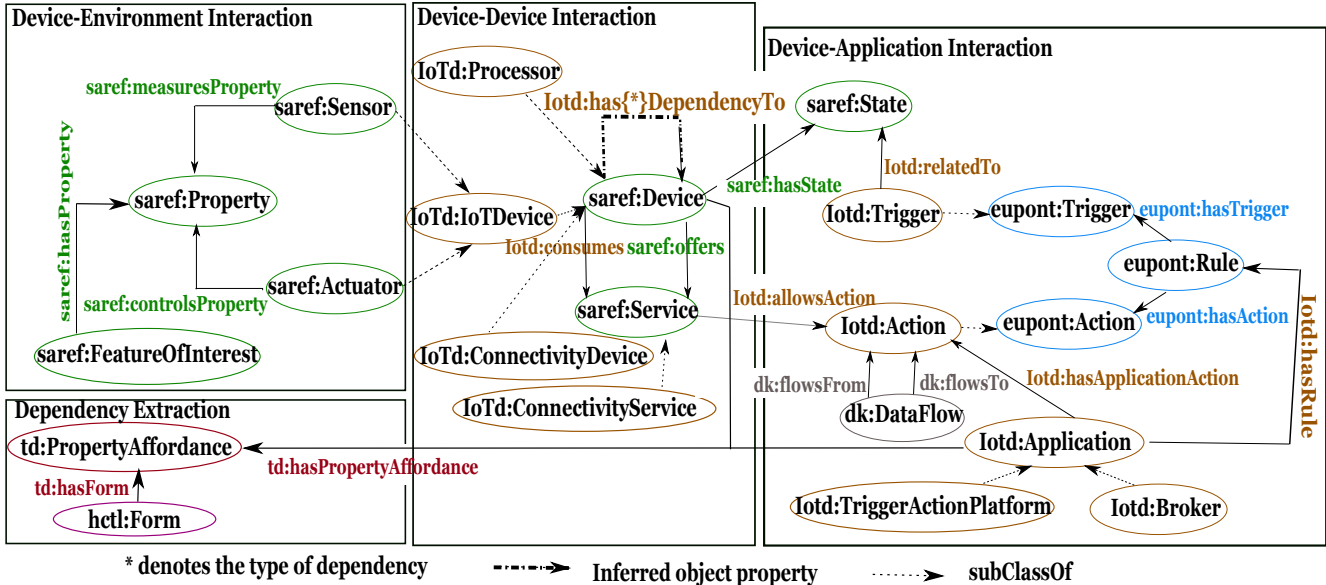 Device-Environment Interaction
saref:measuresProperty
saref:Sensor
saref:hasProperty
saref:Property
saref:controlsProperty
saref:Actuator
saref:FeatureOfInterest
Dependency Extraction
td:PropertyAffordance
td:hasPropertyAffordance
td:hasForm
hctl:Form
Device-Device Interaction
IoTd:Processor
Iotd:has{*}DependencyTo
saref:Device
saref:hasState
IoTd:IoTDevice
Iotd:consumes
saref:offers
saref:Service
IoTd:ConnectivityDevice
IoTd:ConnectivityService
Device-Application Interaction
saref:State
Iotd:relatedTo
Iotd:Trigger
eupont:Trigger
eupont:hasTrigger
eupont:Rule
Iotd:allowsAction
Iotd:Action
eupont:Action
eupont:hasAction
Iotd:hasRule
dk:flowsFrom
dk:flowsTo
Iotd:hasApplicationAction
dk:DataFlow
Iotd:Application
Iotd:TriggerActionPlatform
Iotd:Broker
* denotes the type of dependency
Inferred object property
subClassOf